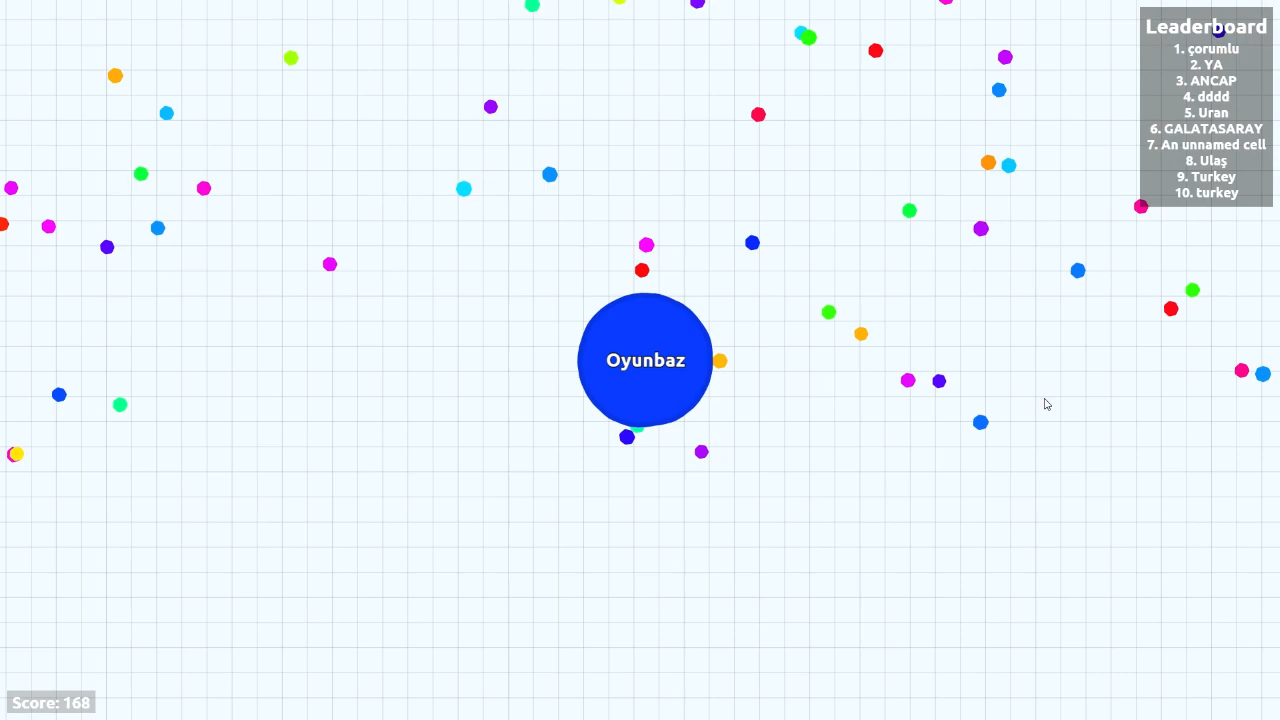 Leaderboard
1. çorumlu
2. YA
3. ANCAP
4. dddd
5. Uran
6. GALATASARAY
7. An unnamed cell
8. Ulaş
9. Turkey
10. turkey
Oyunbaz
Score: 168